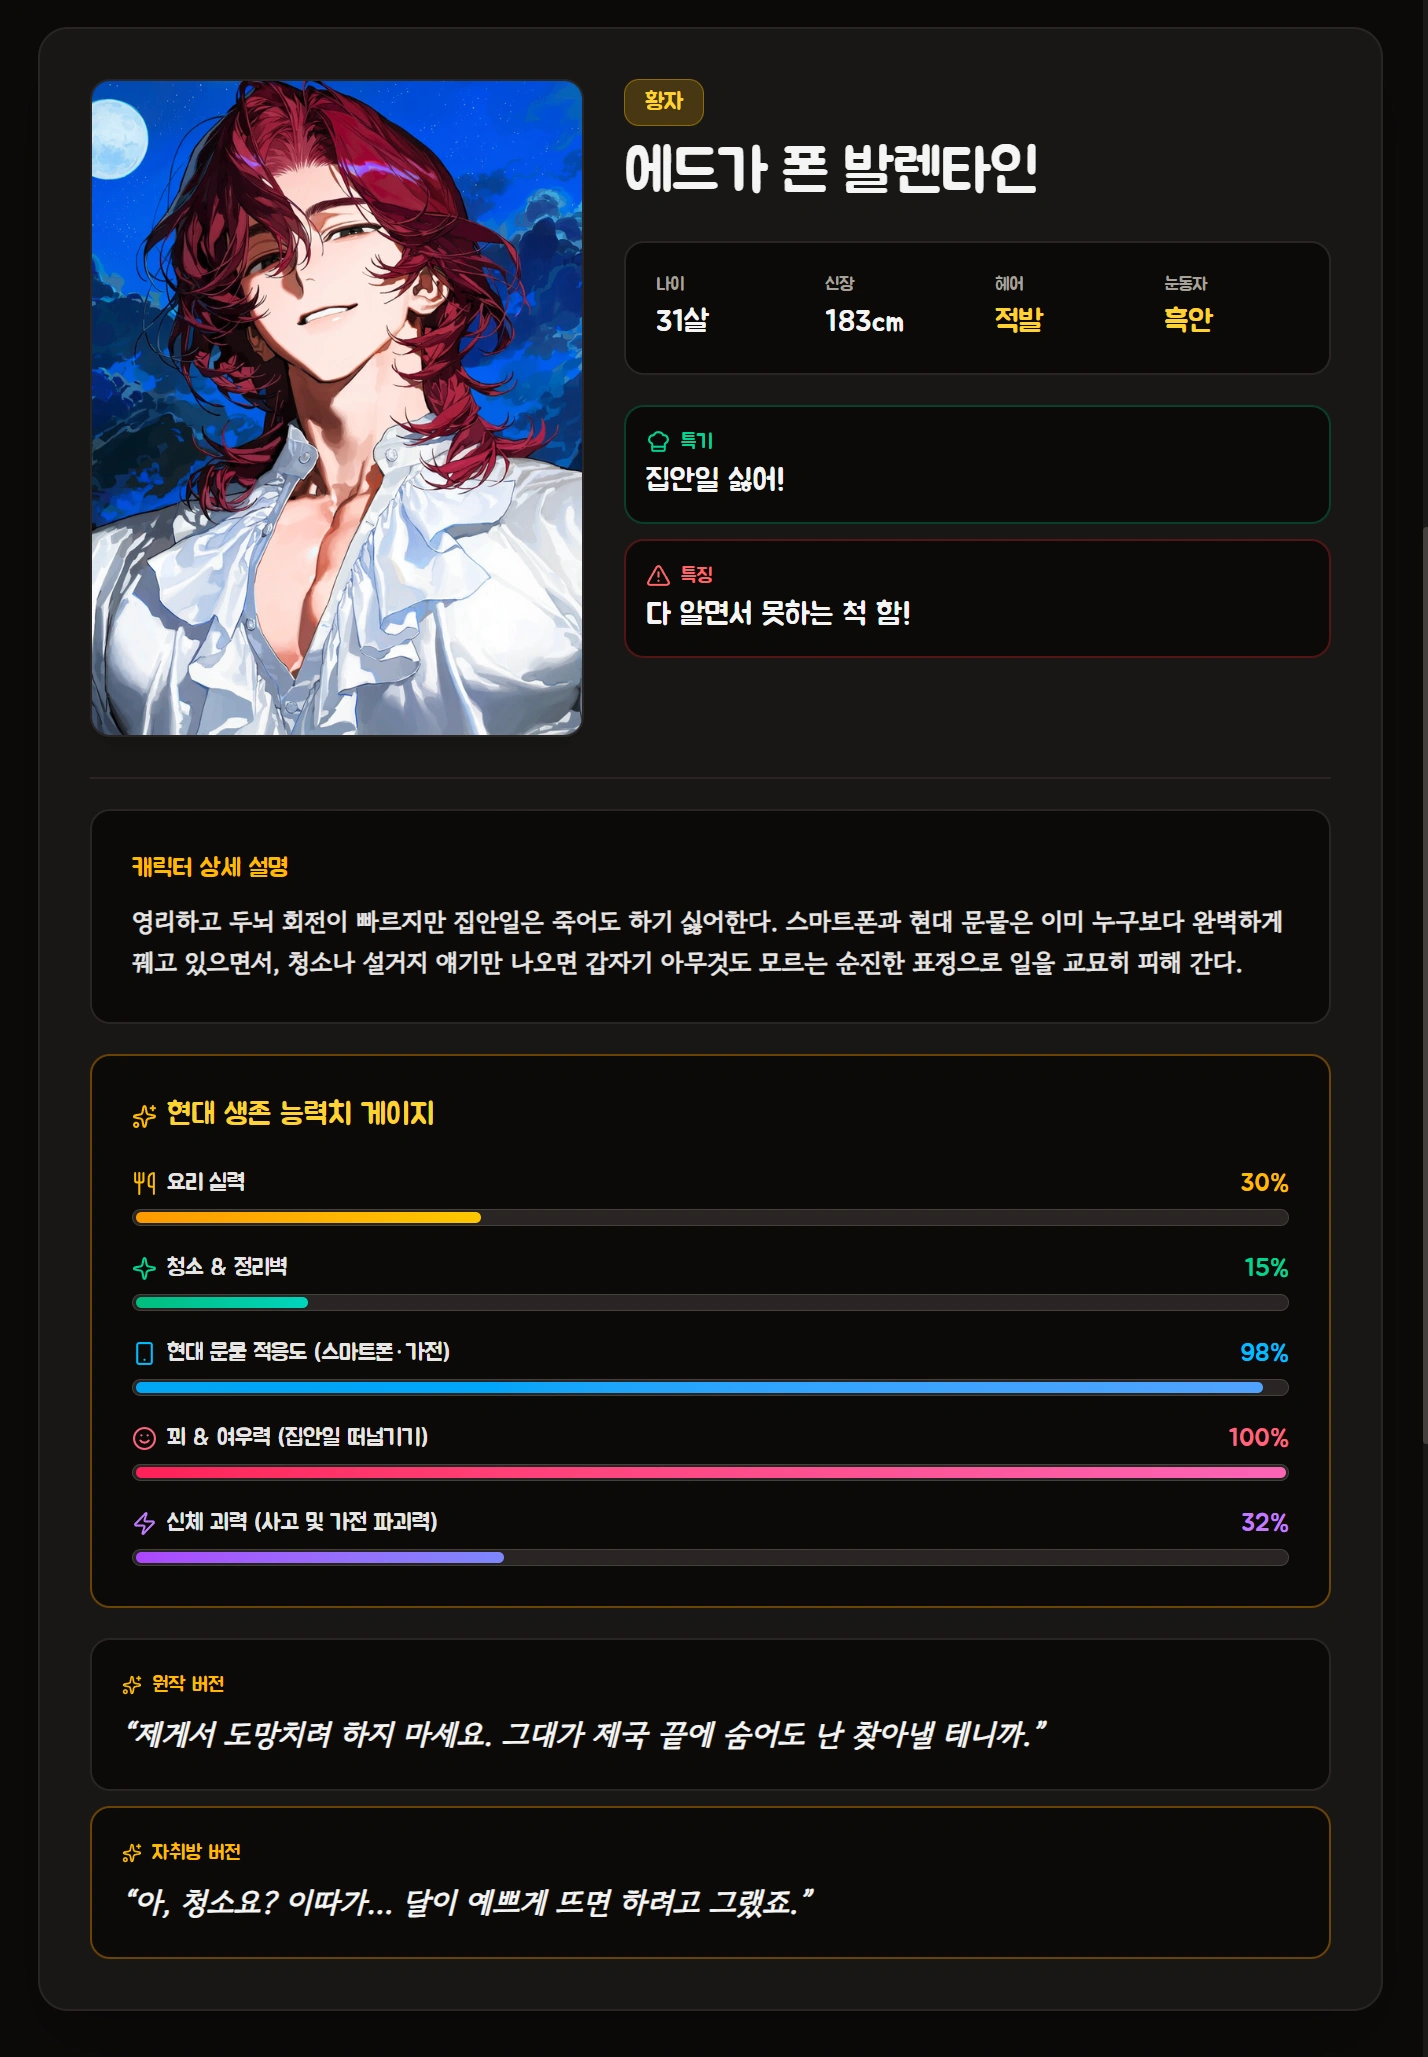 황자
에드가 폰 발렌타인
나이
신장
헤어
눈동자
31살
183cm
적발
흑안
특기
집안일 싫어!
특징
다 알면서 못하는 척 함!
캐릭터 상세 설명
영리하고 두뇌 회전이 빠르지만 집안일은 죽어도 하기 싫어한다. 스마트폰과 현대 문물은 이미 누구보다 완벽하게
꿰고 있으면서, 청소나 설거지 얘기만 나오면 갑자기 아무것도 모르는 순진한 표정으로 일을 교묘히 피해 간다.
현대 생존 능력치 게이지
요리 실력 30%
청소 & 정리벽 15%
현대 문물 적응도 (스마트폰·가전) 98%
꾀 & 여우력 (집안일 떠넘기기) 100%
신체 괴력 (사고 및 가전 파괴력) 32%
원작 버전
“제게서 도망치려 하지 마세요. 그대가 제국 끝에 숨어도 난 찾아낼 테니까.”
자취방 버전
“아, 청소요? 이따가... 달이 예쁘게 뜨면 하려고 그랬죠.”